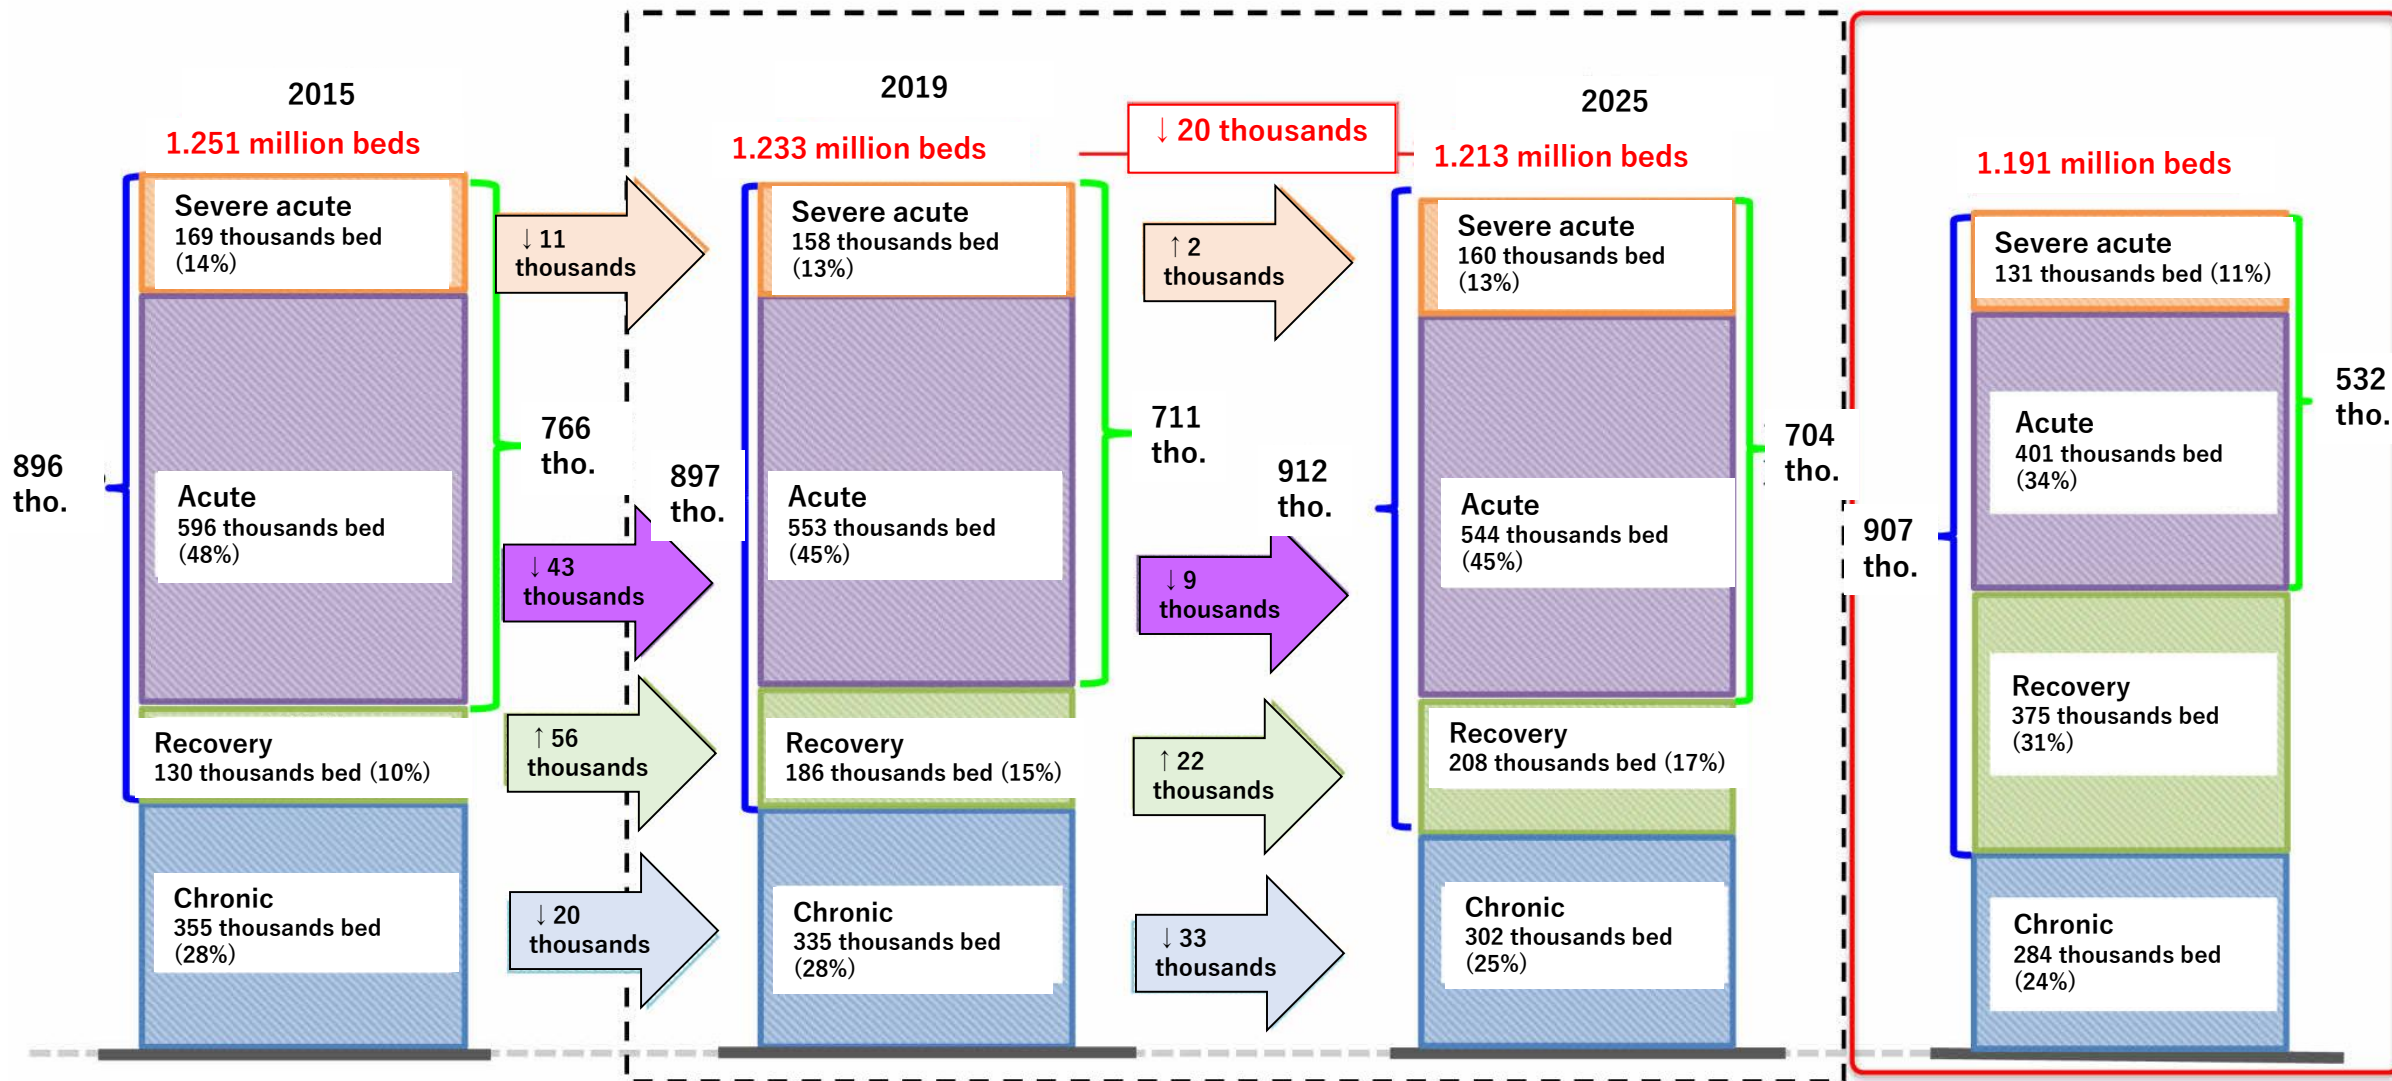 2015
1.251 million beds
Severe acute
169 thousands bed
(14%)
Acute
596 thousands bed
(48%)
Recovery
130 thousands bed (10%)
Chronic
355 thousands bed
(28%)
896
tho.
766
tho.
↓ 11
thousands
↓ 43
thousands
↑ 56
thousands
↓ 20
thousands
2019
1.233 million beds
Severe acute
158 thousands bed
(13%)
Acute
553 thousands bed
(45%)
Recovery
186 thousands bed (15%)
Chronic
335 thousands bed
(28%)
897
tho.
711
tho.
↓ 20 thousands
↑ 2
thousands
↓ 9
thousands
↑ 22
thousands
↓ 33
thousands
2025
1.213 million beds
Severe acute
160 thousands bed
(13%)
Acute
544 thousands bed
(45%)
Recovery
208 thousands bed (17%)
Chronic
302 thousands bed
(25%)
912
tho.
704
tho.
1.191 million beds
Severe acute
131 thousands bed (11%)
Acute
401 thousands bed
(34%)
Recovery
375 thousands bed
(31%)
Chronic
284 thousands bed
(24%)
907
tho.
532
tho.